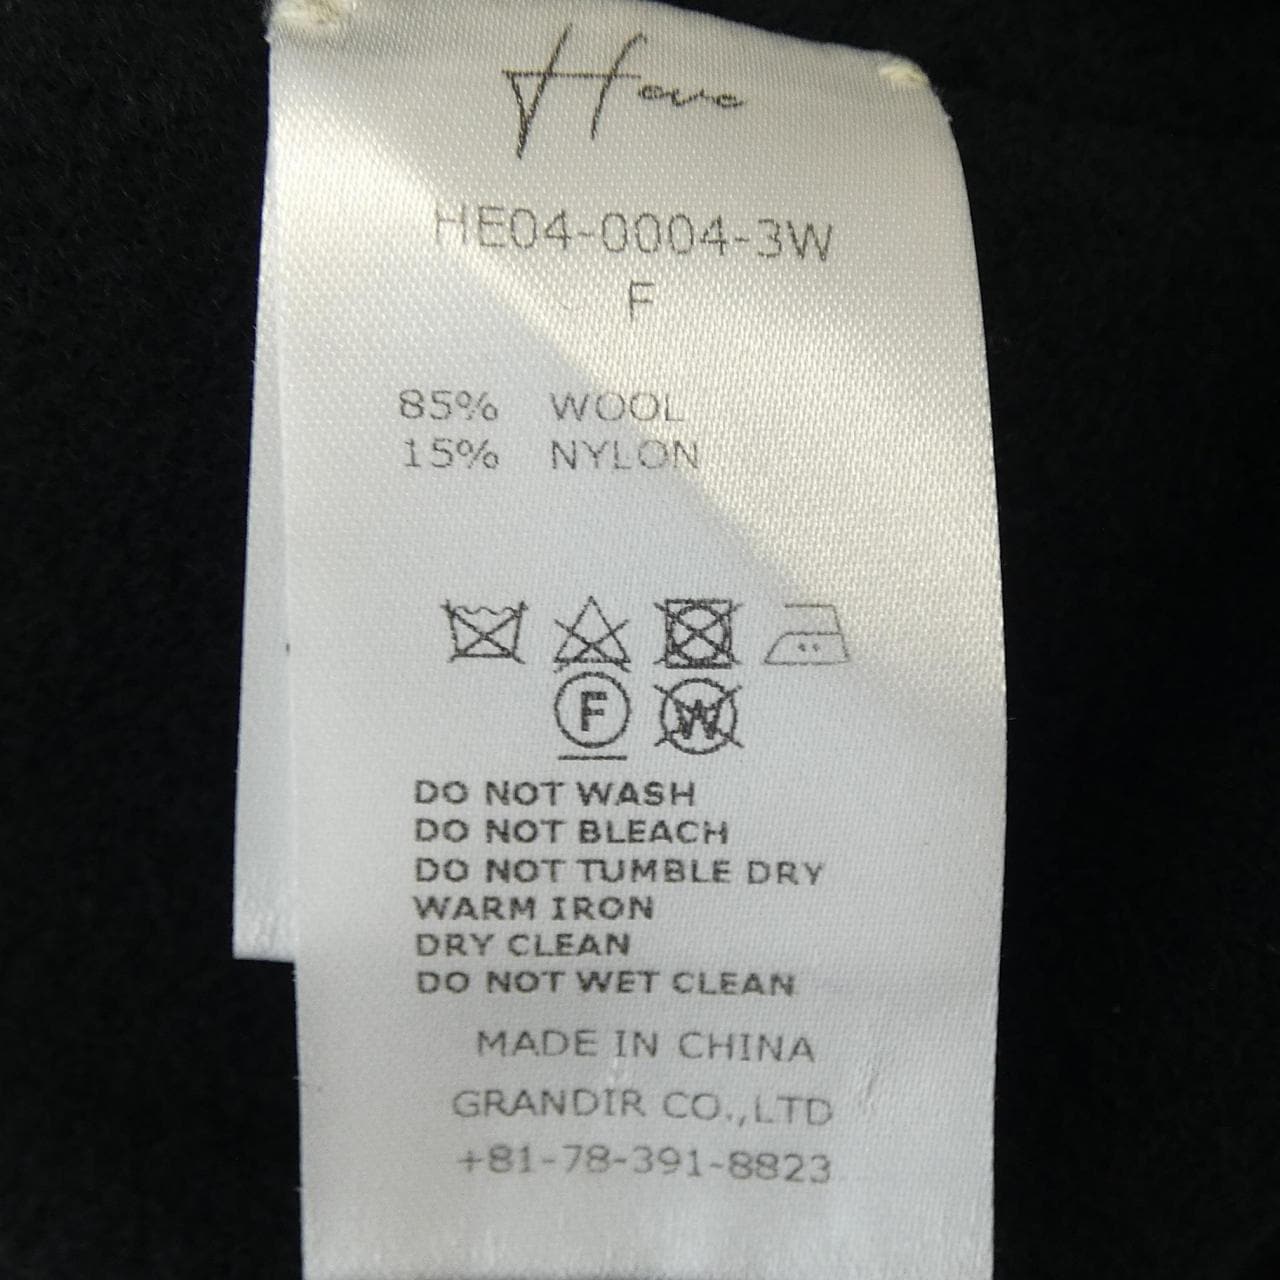 Heve
HE04-0004-3W
F
85% WOOL
15% NYLON
F W
DO NOT WASH
DO NOT BLEACH
DO NOT TUMBLE DRY
WARM IRON
DRY CLEAN
DO NOT WET CLEAN
MADE IN CHINA
GRANDIR CO.,LTD
+81-78-391-8823